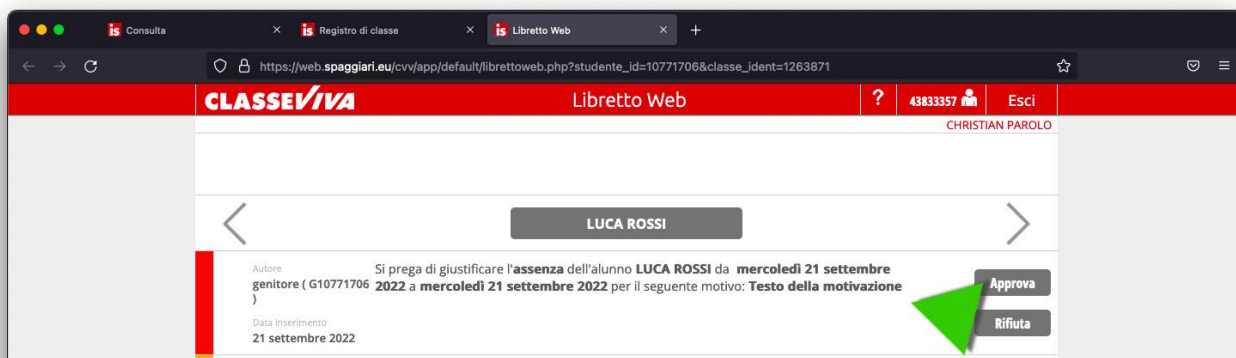 is Consulta × is Registro di classe × is Libretto Web × +
https://web.spaggiari.eu/cvv/app/default/librettoweb.php?studente_id=10771706&classe_ident=1263871
CLASSEVIVA Libretto Web ? 43833357 Esci
CHRISTIAN PAROLO
LUCA ROSSI
Autore
genitore ( G10771706
)
Si prega di giustificare l'assenza dell'alunno LUCA ROSSI da mercoledì 21 settembre
2022 a mercoledì 21 settembre 2022 per il seguente motivo: Testo della motivazione
Approva
Data inserimento
21 settembre 2022
Rifiuta